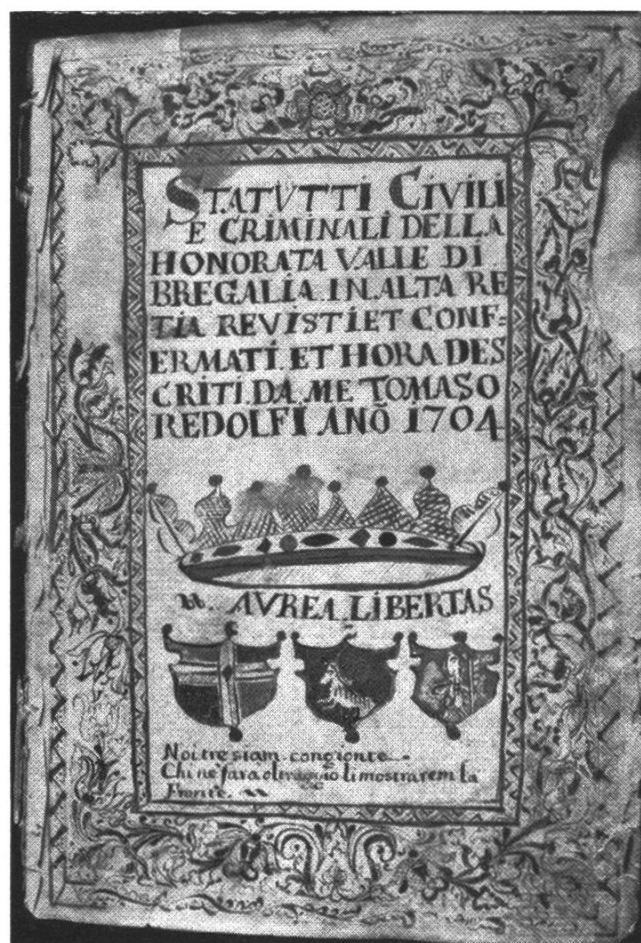 STATVTTI CIVILI
E CRIMINALI DELLA
HONORATA VALLE DI
BREGALIA.IN.ALTA RE
TIA REVISTI ET CONF=
ERMATI. ET HORA DES
CRITI. DA. ME TOMASO
REDOLFI ANÕ 1704
AVREA LIBERTAS
Noi tre siam congionte
Chi ne fara oltraggio li mostrarem la
Fronte.